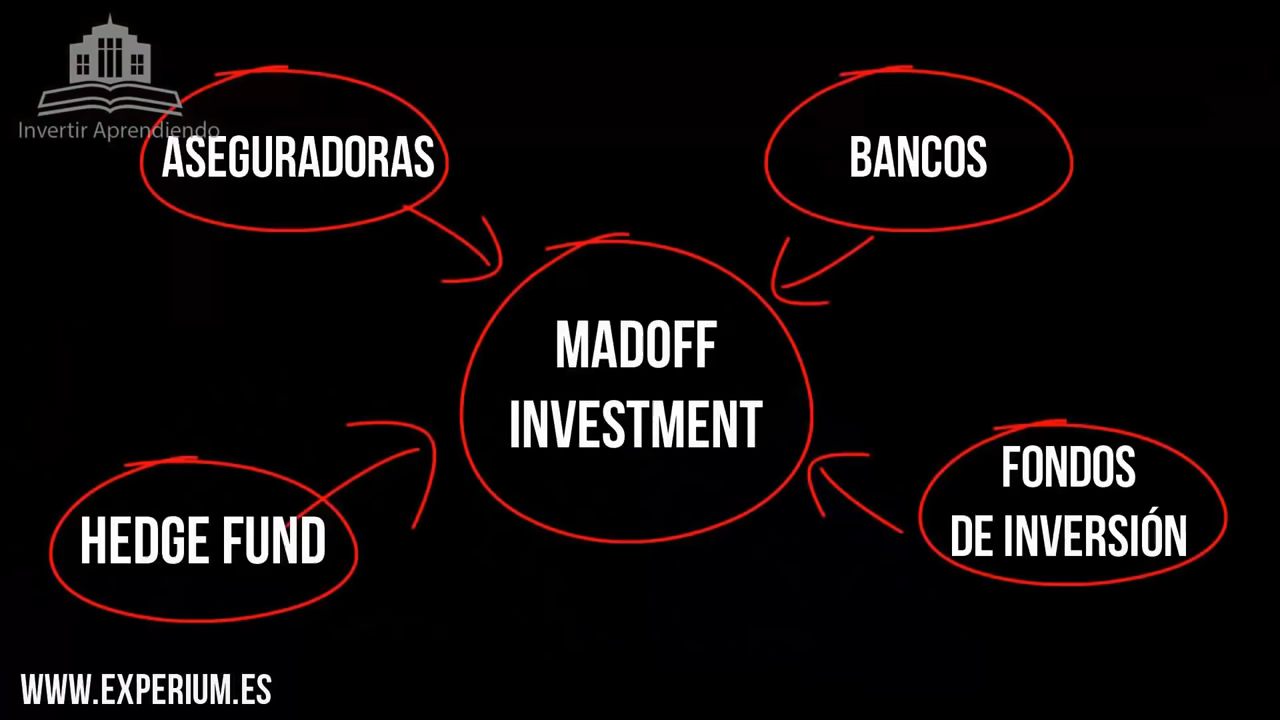 Invertir Aprendiendo
ASEGURADORAS
BANCOS
MADOFF
INVESTMENT
HEDGE FUND
FONDOS
DE INVERSIÓN
WWW.EXPERIUM.ES